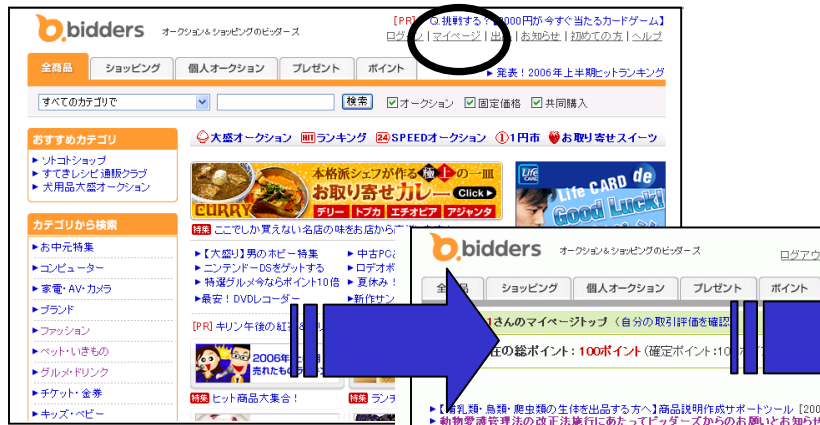 bidders オークション&ショッピングのビッダーズ
[PR] Q.挑戦する？ 000円が今すぐ当たるカードゲーム】
ログイン | マイページ | 出 | お知らせ | 初めての方 | ヘルプ
全商品 ショッピング 個人オークション プレゼント ポイント
発表！2006年上半期ヒットランキング
すべてのカテゴリで 検索 オークション 固定価格 共同購入
おすすめカテゴリ
大盛オークション HITランキング 24 SPEEDオークション ①1円市 お取り寄せスイーツ
ソトコトショップ
すてきレシピ通販クラブ
犬用品大盛オークション
本格派シェフが作る極上の一皿
お取り寄せカレー Click
CURRY デリー トプカ エチオピア アジャンタ
Life CARD de
Good Luck!
カテゴリから検索
特集 ここでしか買えない名店の味をお店から
お中元特集
コンピューター
家電・AV・カメラ
ブランド
ファッション
ペット・いきもの
グルメ・ドリンク
チケット・金券
キッズ・ベビー
【大盛り】男のホビー特集 中古PC
ニンテンドーDSをゲットする ロデオボ
特選グルメ今ならポイント10倍 夏休み！
最安！DVDレコーダー 新作サン
[PR] キリン午後の紅
2006年
売れたもの
特集 ヒット商品大集合！ 特集 ランチ
bidders オークション&ショッピングのビッダーズ
ログアウ
全 品 ショッピング 個人オークション プレゼント ポイント
さんのマイページトップ（自分の取引評価を確認
在の総ポイント：100ポイント（確定ポイント:10
【哺乳類・鳥類・爬虫類の生体を出品する方へ】商品説明作成サポートツール [200
動物愛護管理法の改正法施行にあたってビッダーズからのお願いとお知らせ